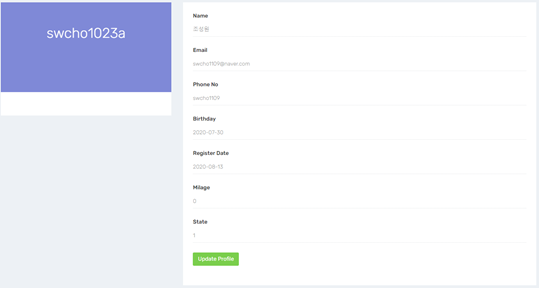 swcho1023a
Name
조성원
Email
swcho1109@naver.com
Phone No
swcho1109
Birthday
2020-07-30
Register Date
2020-08-13
Milage
0
State
1
Update Profile